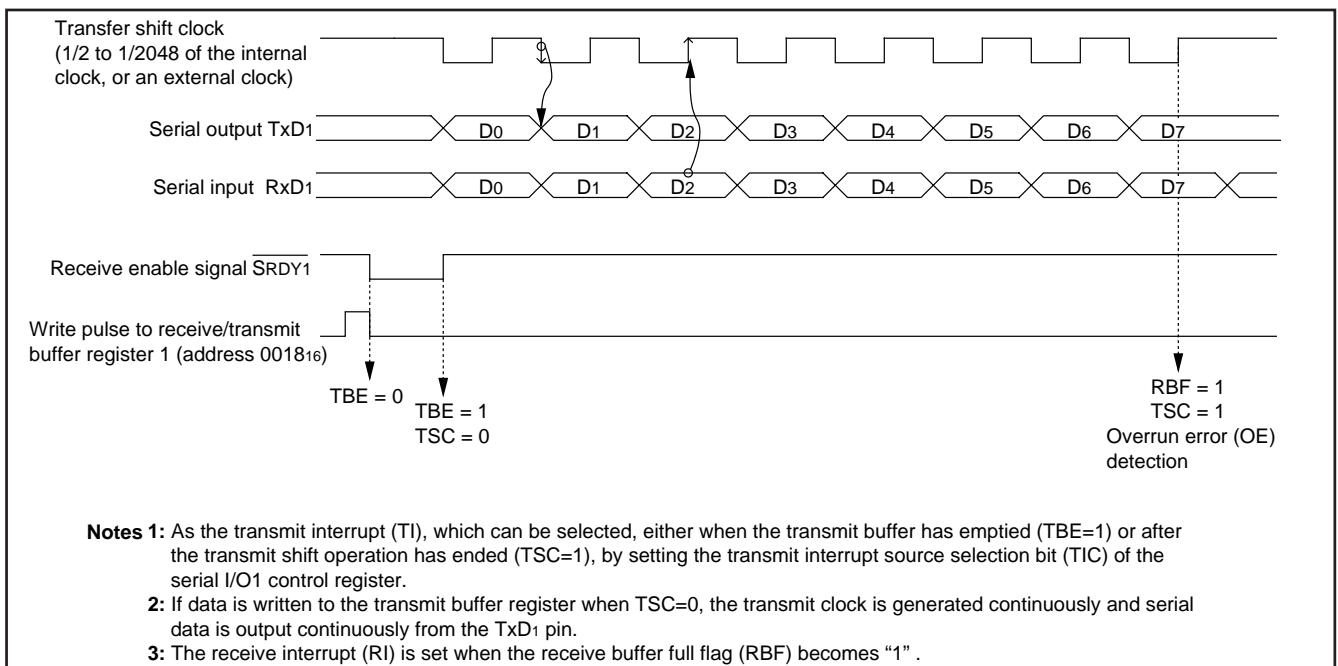 Transfer shift clock
(1/2 to 1/2048 of the internal
clock, or an external clock)
Serial output TxD1 D0 D1 D2 D3 D4 D5 D6 D7
Serial input RxD1 D0 D1 D2 D3 D4 D5 D6 D7
Receive enable signal SRDY1
Write pulse to receive/transmit
buffer register 1 (address 001816)
TBE = 0
TBE = 1
TSC = 0
RBF = 1
TSC = 1
Overrun error (OE)
detection
Notes 1: As the transmit interrupt (TI), which can be selected, either when the transmit buffer has emptied (TBE=1) or after
the transmit shift operation has ended (TSC=1), by setting the transmit interrupt source selection bit (TIC) of the
serial I/O1 control register.
2: If data is written to the transmit buffer register when TSC=0, the transmit clock is generated continuously and serial
data is output continuously from the TxD1 pin.
3: The receive interrupt (RI) is set when the receive buffer full flag (RBF) becomes “1” .